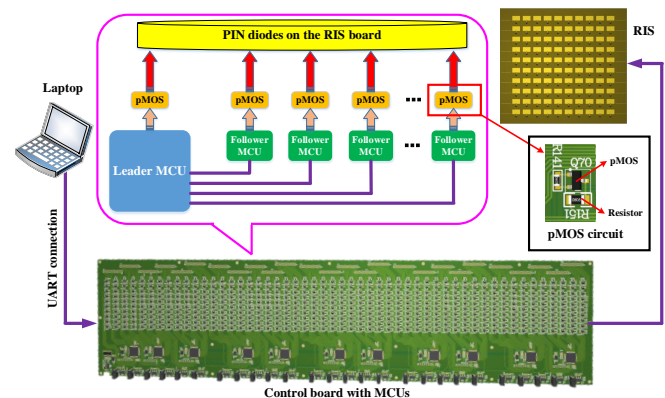 PIN diodes on the RIS board
RIS
Laptop
pMOS
pMOS
pMOS
pMOS
...
pMOS
Leader MCU
Follower
MCU
Follower
MCU
Follower
MCU
...
Follower
MCU
R141
Q70
pMOS
R151
Resistor
pMOS circuit
UART connection
Control board with MCUs